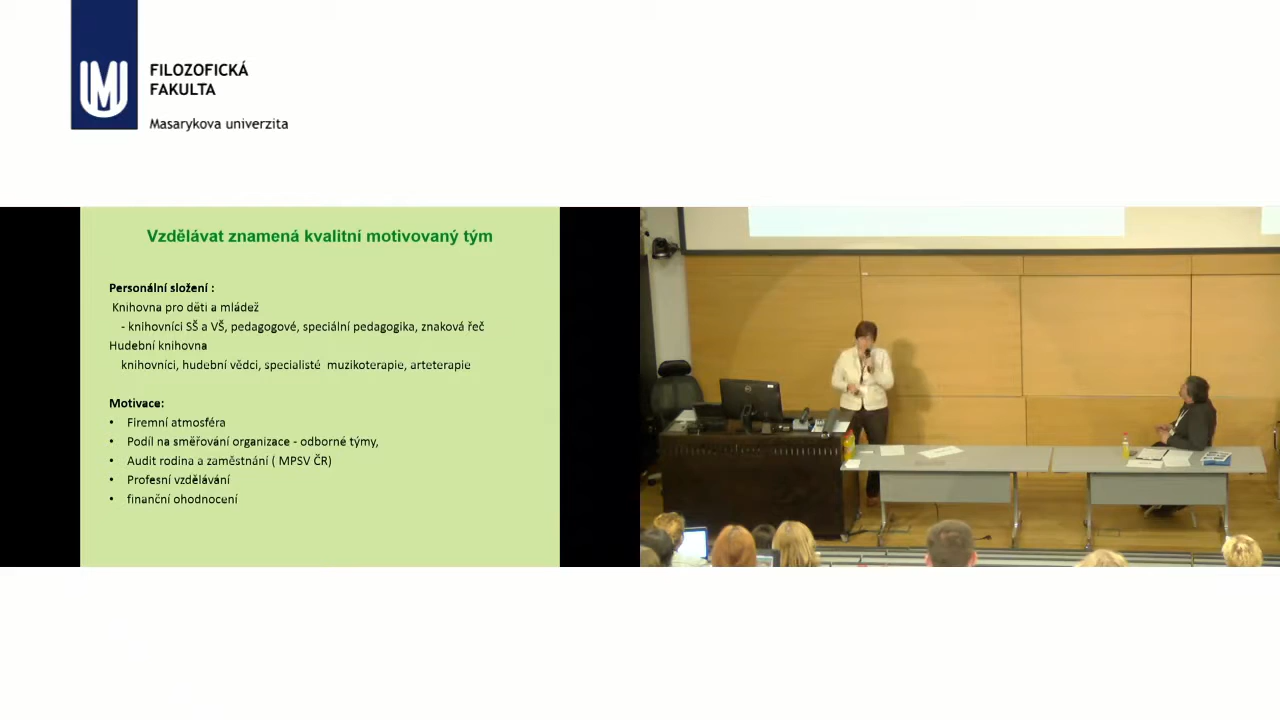 FILOZOFICKÁ
FAKULTA
Masarykova univerzita
Vzdělávat znamená kvalitní motivovaný tým
Personální složení :
Knihovna pro děti a mládež
- knihovníci SŠ a VŠ, pedagogové, speciální pedagogika, znaková řeč
Hudební knihovna
knihovníci, hudební vědci, specialisté muzikoterapie, arteterapie
Motivace:
• Firemní atmosféra
• Podíl na směřování organizace - odborné týmy,
• Audit rodina a zaměstnání ( MPSV ČR)
• Profesní vzdělávání
• finanční ohodnocení